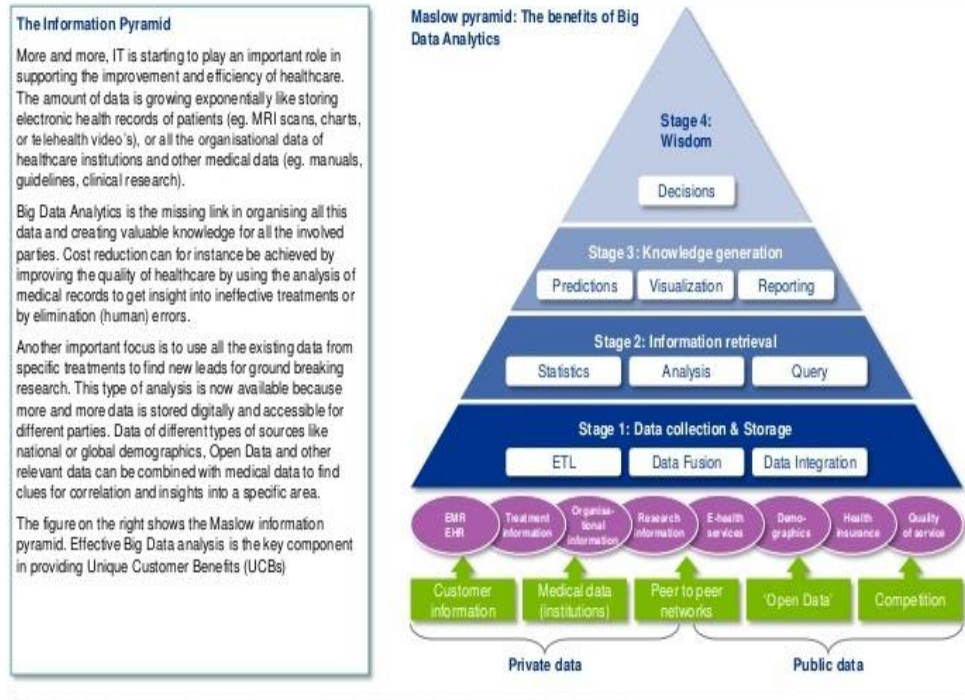 The Information Pyramid
More and more, IT is starting to play an important role in
supporting the improvement and efficiency of healthcare.
The amount of data is growing exponentially like storing
electronic health records of patients (eg. MRI scans, charts,
or telehealth video's), or all the organisational data of
healthcare institutions and other medical data (eg. manuals,
guidelines, clinical research).
Big Data Analytics is the missing link in organising all this
data and creating valuable knowledge for all the involved
parties. Cost reduction can for instance be achieved by
improving the quality of healthcare by using the analysis of
medical records to get insight into ineffective treatments or
by elimination (human) errors.
Another important focus is to use all the existing data from
specific treatments to find new leads for ground breaking
research. This type of analysis is now available because
more and more data is stored digitally and accessible for
different parties. Data of different types of sources like
national or global demographics, Open Data and other
relevant data can be combined with medical data to find
clues for correlation and insights into a specific area.
The figure on the right shows the Maslow information
pyramid. Effective Big Data analysis is the key component
in providing Unique Customer Benefits (UCBs)
Maslow pyramid: The benefits of Big
Data Analytics
Stage 4:
Wisdom
Decisions
Stage 3: Knowledge generation
Predictions Visualization Reporting
Stage 2: Information retrieval
Statistics Analysis Query
Stage 1: Data collection & Storage
ETL Data Fusion Data Integration
EMR
EHR
Treatment
information
Organisa-
tional
information
Research
information
E-health
services
Demo-
graphics
Health
insurance
Quality
of service
Customer
information
Medical data
(institutions)
Peer to peer
networks
'Open Data'
Competition
Private data
Public data